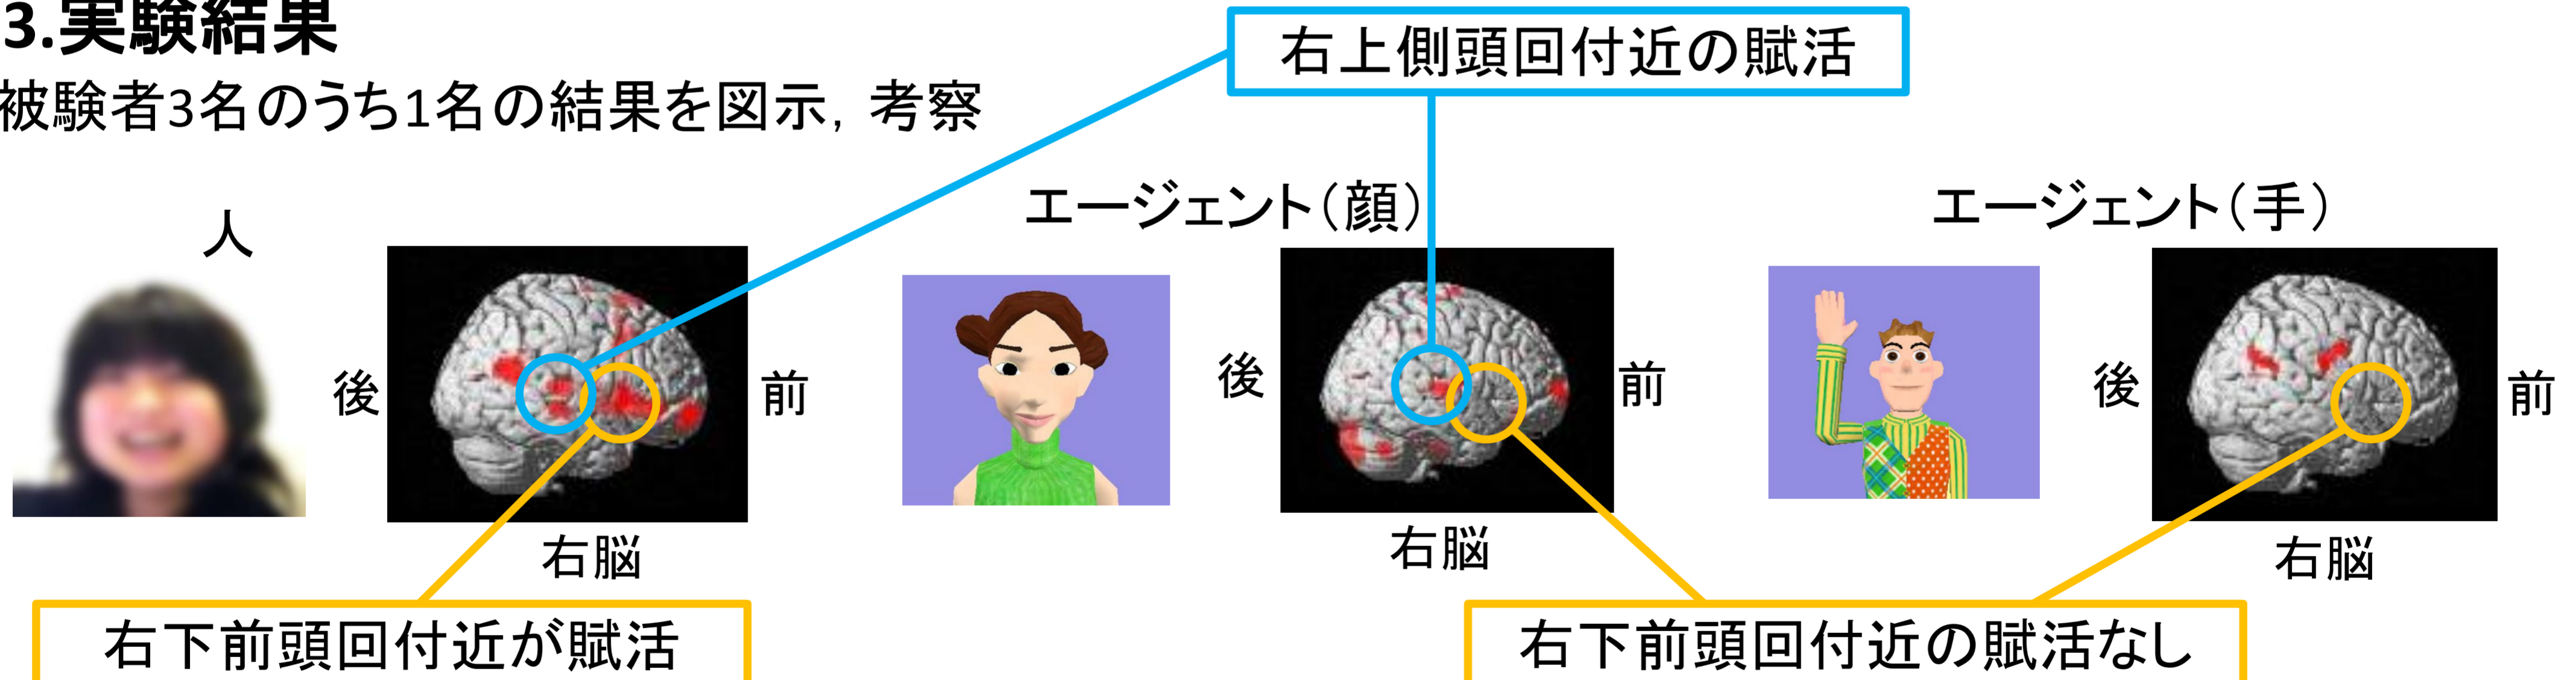 3.実験結果
被験者3名のうち1名の結果を図示，考察
右上側頭回付近の賦活
人
エージェント（顔）
エージェント（手）
後
前
後
前
後
前
右脳
右脳
右脳
右下前頭回付近が賦活
右下前頭回付近の賦活なし